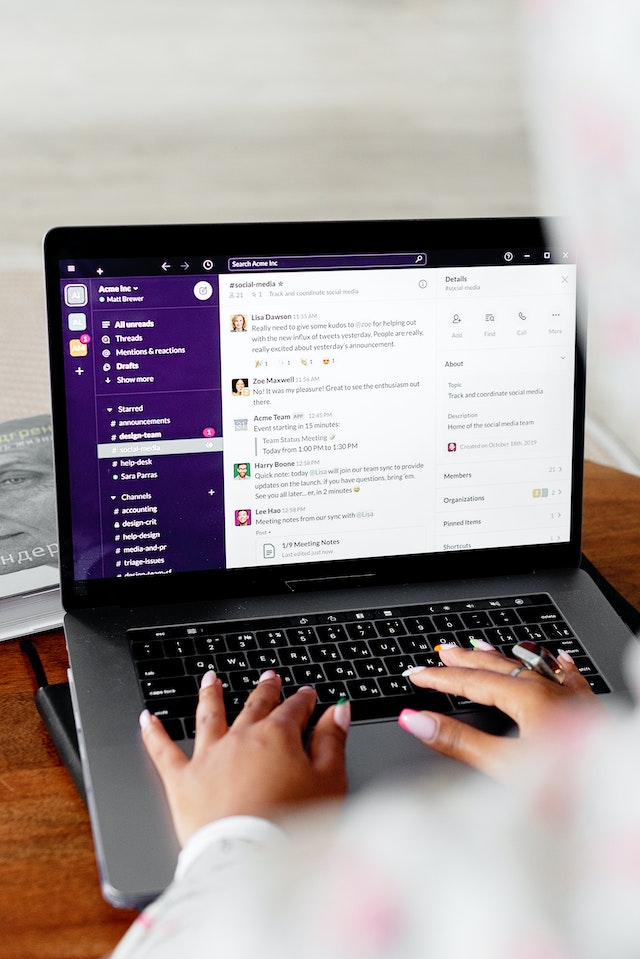 Search Acme Inc
Acme Inc
Matt Brewer
All unreads
Threads
Mentions & reactions
Drafts
Show more
Starred
# announcements
# design-team 1
# social-media
# help-desk
Sara Parras
Channels
# accounting
design-crit
# help-design
# media-and-pr
# triage-issues
#social-media
21 1 Track and coordinate social media
Lisa Dawson 11:55 AM
Really need to give some kudos to @zoe for helping out
with the new influx of tweets yesterday. People are really,
really excited about yesterday's announcement.
Zoe Maxwell 11:56 AM
No! It was my pleasure! Great to see the enthusiasm out
there.
Acme Team APP 12:45 PM
Event starting in 15 minutes:
Team Status Meeting
Today from 1:00 PM to 1:30 PM
Harry Boone 12:58 PM
Quick note: today @Lisa will join our team sync to provide
updates on the launch. if you have questions, bring 'em.
See you all later... er, in 2 minutes
Lee Hao 12:58 PM
Meeting notes from our sync with @Lisa
Post
1/9 Meeting Notes
Last edited just now
Details
#social-media
Add Find Call More
About
Topic
Track and coordinate social media
Description
Home of the social media team
Created on October 18th, 2019
Members 21
Organizations 2
Pinned Items 1
Shortcuts